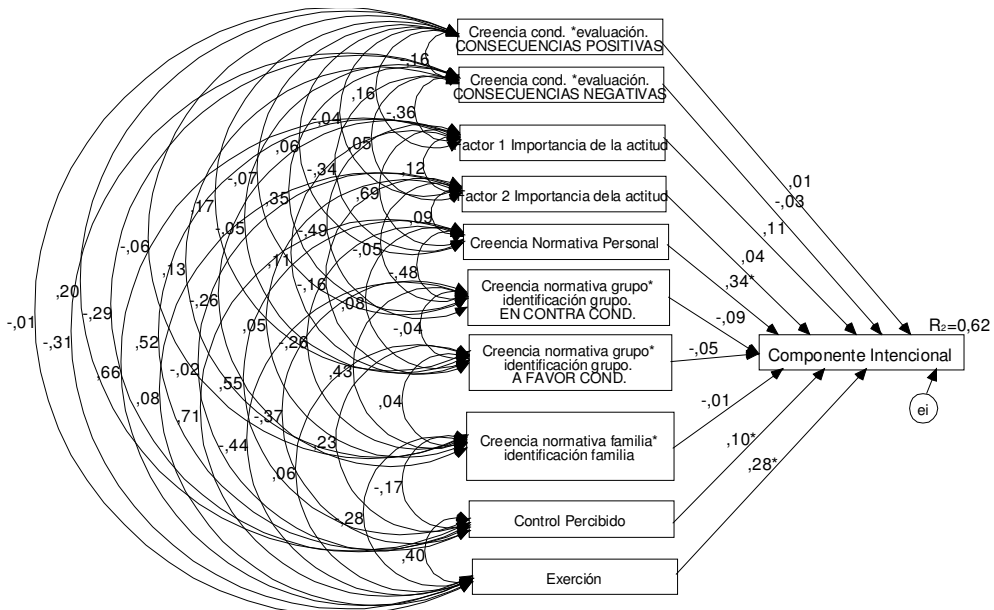 Creencia cond. *evaluación.
CONSECUENCIAS POSITIVAS
-,16
Creencia cond. *evaluación.
CONSECUENCIAS NEGATIVAS
,16
-,36
-,04
Factor 1 Importancia de la actitud
,06
,05
,12
-,34
-,07
Factor 2 Importancia dela actitud
,69
,35
,17
,09
-,05
-,49
Creencia Normativa Personal
-,05
-,06
,11
,13
-,48
-,16
Creencia normativa grupo*
identificación grupo.
EN CONTRA COND.
,20
-,26
,08
-,29
-,01
,05
-,04
-,31
,52
-,26
Creencia normativa grupo*
identificación grupo.
A FAVOR COND.
,66
-,02
,43
,55
,08
,04
-,37
,71
Creencia normativa familia*
identificación familia
-,44
,23
,06
-,17
-,28
Control Percibido
,40
Exerción
,01
-,03
,11
,04
,34*
-,09
-,05
-,01
,10*
,28*
R2=0,62
Componente Intencional
ei